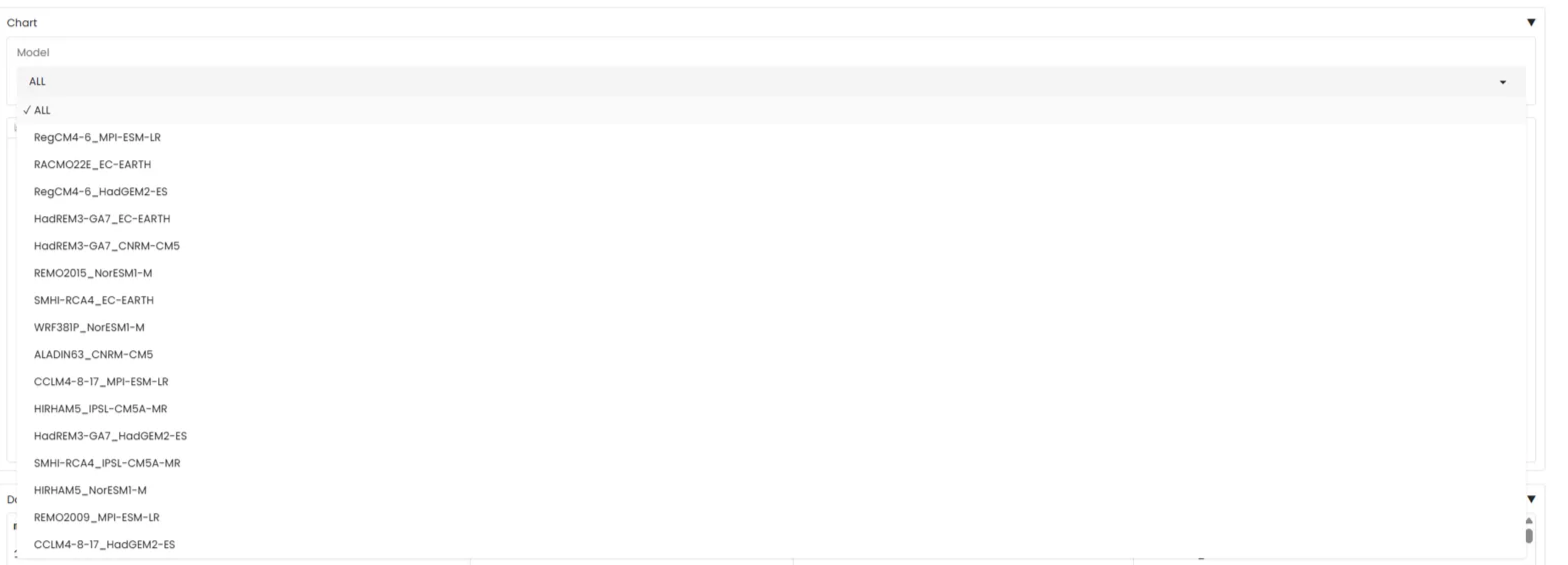 Chart
Model
ALL
✓ ALL
RegCM4-6_MPI-ESM-LR
RACMO22E_EC-EARTH
RegCM4-6_HadGEM2-ES
HadREM3-GA7_EC-EARTH
HadREM3-GA7_CNRM-CM5
REMO2015_NorESM1-M
SMHI-RCA4_EC-EARTH
WRF381P_NorESM1-M
ALADIN63_CNRM-CM5
CCLM4-8-17_MPI-ESM-LR
HIRHAM5_IPSL-CM5A-MR
HadREM3-GA7_HadGEM2-ES
SMHI-RCA4_IPSL-CM5A-MR
HIRHAM5_NorESM1-M
REMO2009_MPI-ESM-LR
CCLM4-8-17_HadGEM2-ES